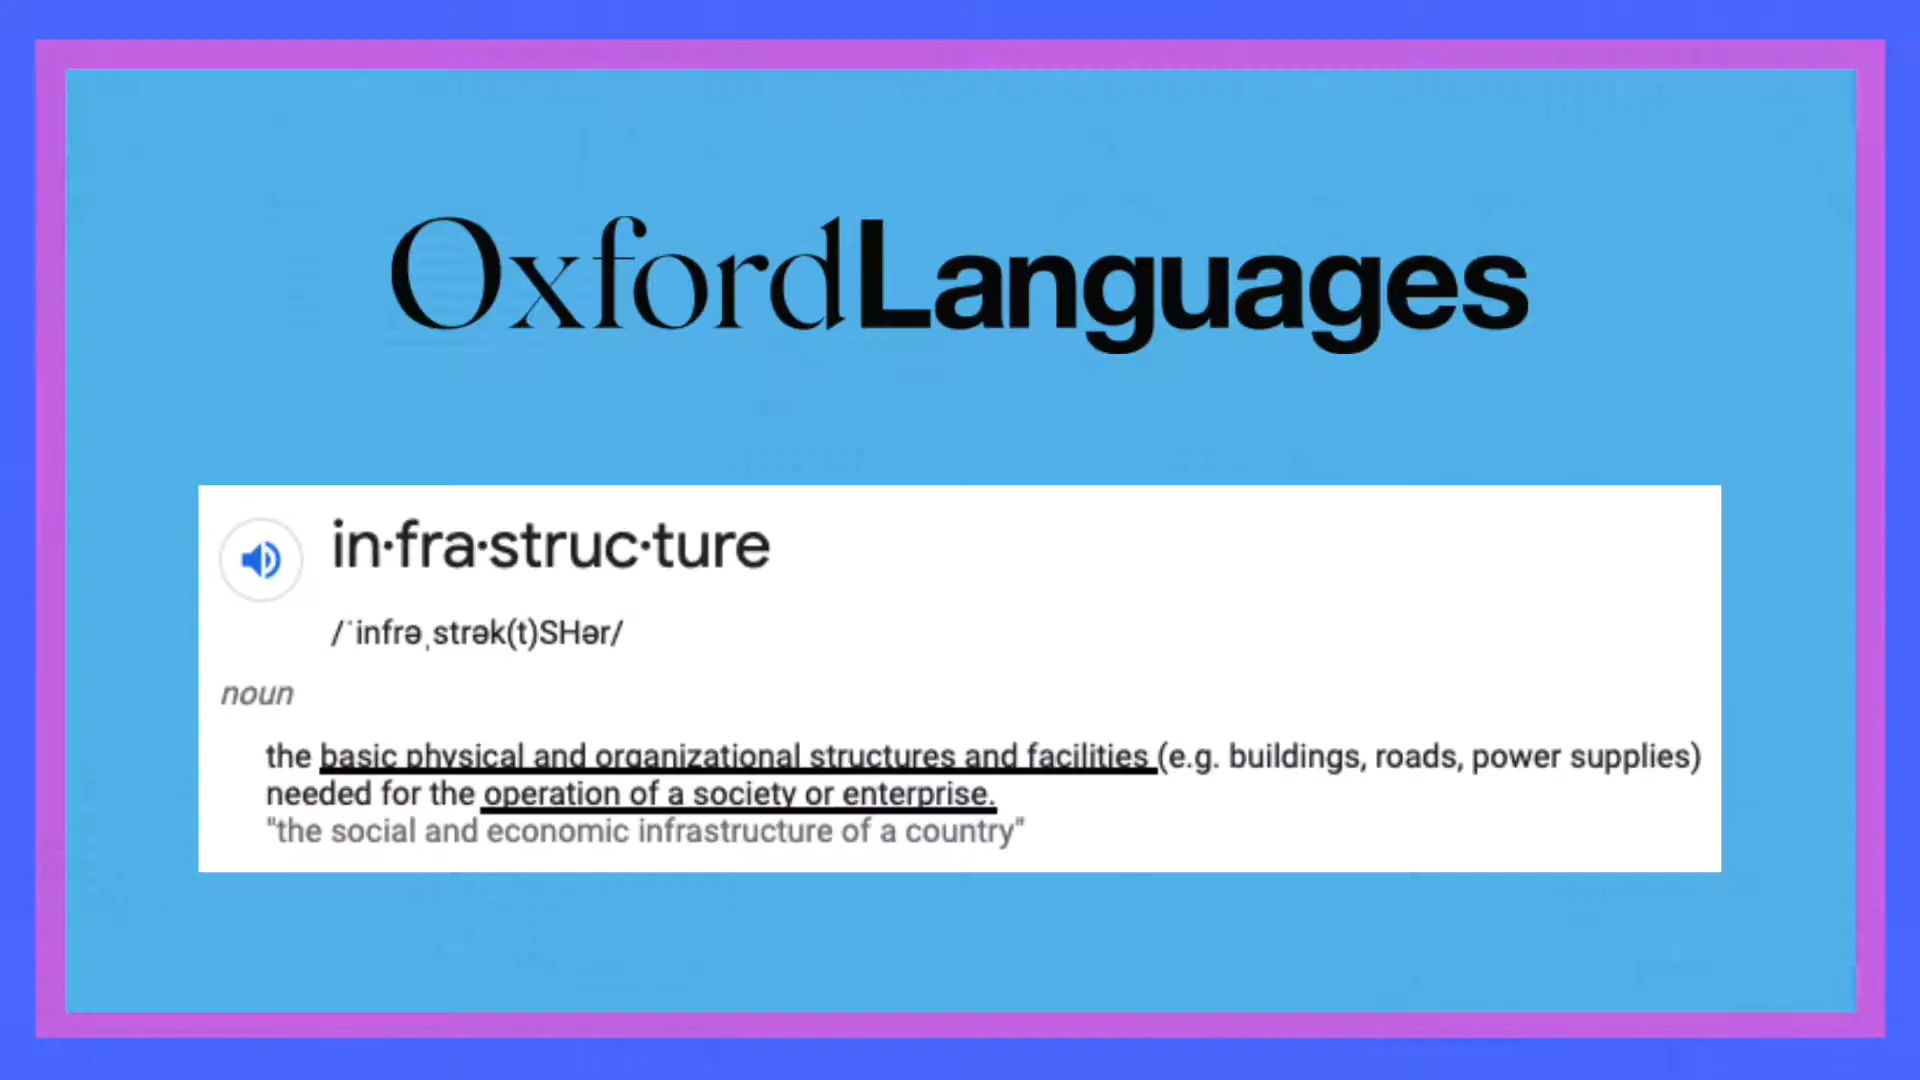 OxfordLanguages
in·fra·struc·ture
/ˈinfrəˌstrək(t)SHər/
noun
the basic physical and organizational structures and facilities (e.g. buildings, roads, power supplies)
needed for the operation of a society or enterprise.
"the social and economic infrastructure of a country"